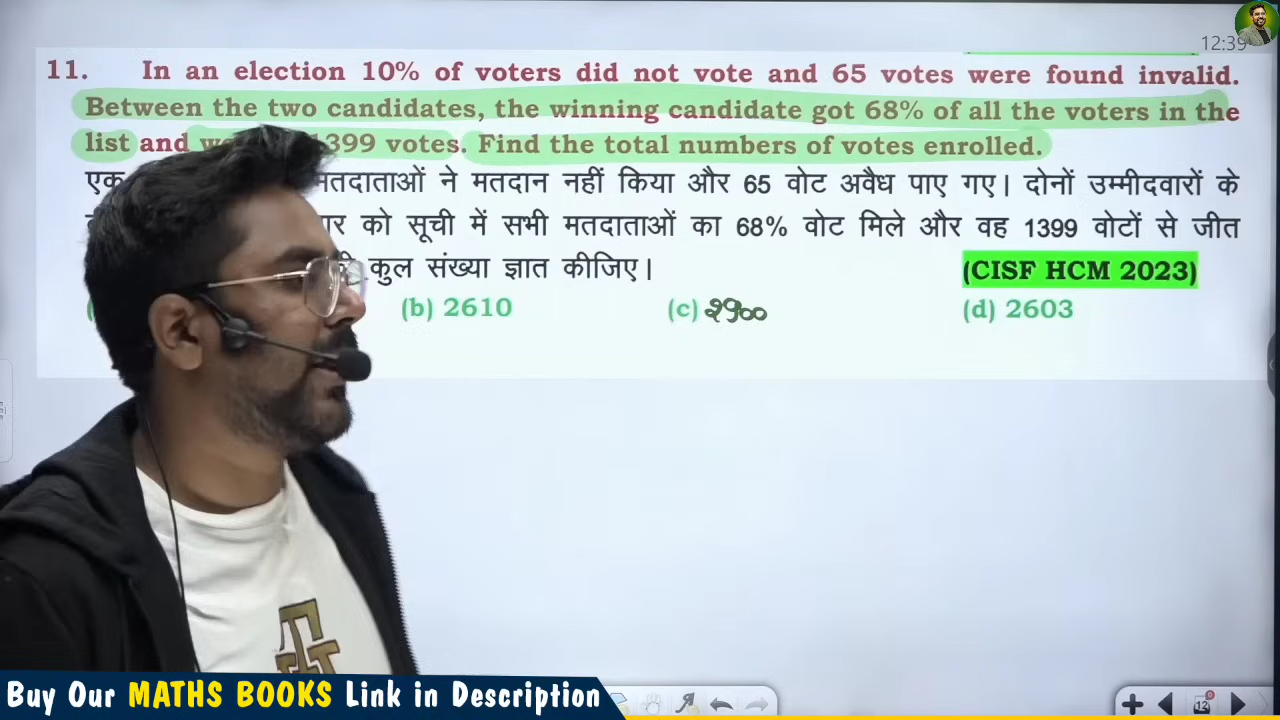 12:39
11. In an election 10% of voters did not vote and 65 votes were found invalid.
Between the two candidates, the winning candidate got 68% of all the voters in the
list and 1399 votes. Find the total numbers of votes enrolled.
एक मतदाताओं ने मतदान नहीं किया और 65 वोट अवैध पाए गए। दोनों उम्मीदवारों के
को सूची में सभी मतदाताओं का 68% वोट मिले और वह 1399 वोटों से जीत
कुल संख्या ज्ञात कीजिए।
(CISF HCM 2023)
(b) 2610 (c) (d) 2603
Buy Our MATHS BOOKS Link in Description
12